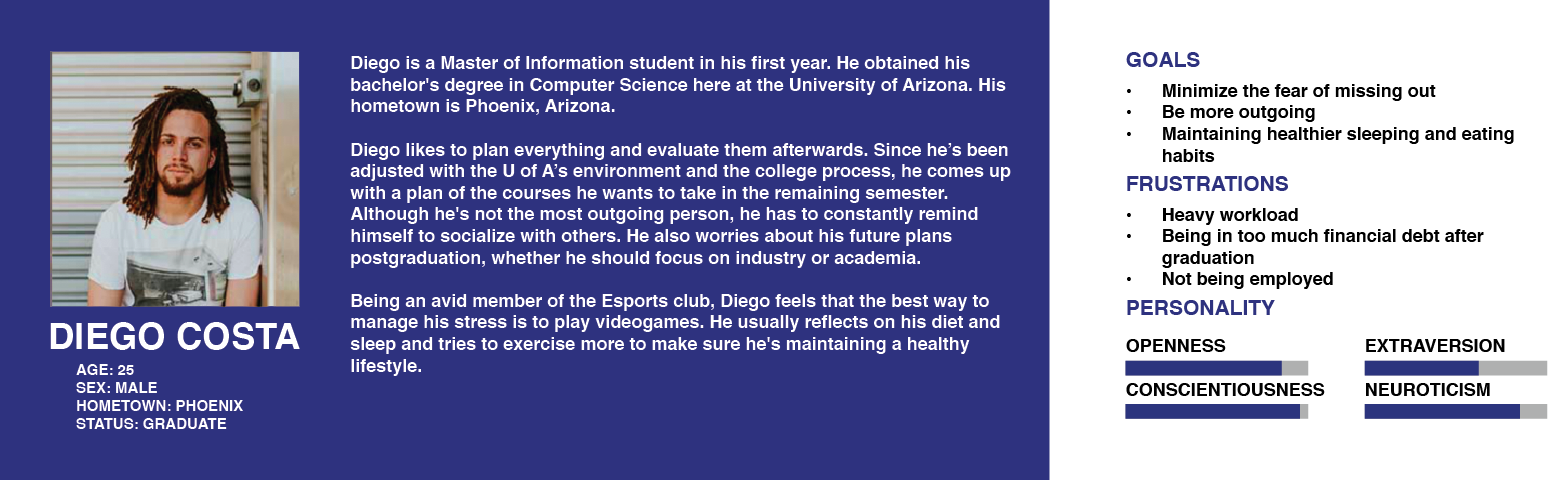 Diego is a Master of Information student in his first year. He obtained his
bachelor's degree in Computer Science here at the University of Arizona. His
hometown is Phoenix, Arizona.
Diego likes to plan everything and evaluate them afterwards. Since he’s been
adjusted with the U of A’s environment and the college process, he comes up
with a plan of the courses he wants to take in the remaining semester.
Although he's not the most outgoing person, he has to constantly remind
himself to socialize with others. He also worries about his future plans
postgraduation, whether he should focus on industry or academia.
Being an avid member of the Esports club, Diego feels that the best way to
manage his stress is to play videogames. He usually reflects on his diet and
sleep and tries to exercise more to make sure he's maintaining a healthy
lifestyle.
DIEGO COSTA
AGE: 25
SEX: MALE
HOMETOWN: PHOENIX
STATUS: GRADUATE
GOALS
• Minimize the fear of missing out
• Be more outgoing
• Maintaining healthier sleeping and eating
habits
FRUSTRATIONS
• Heavy workload
• Being in too much financial debt after
graduation
• Not being employed
PERSONALITY
OPENNESS
EXTRAVERSION
CONSCIENTIOUSNESS
NEUROTICISM